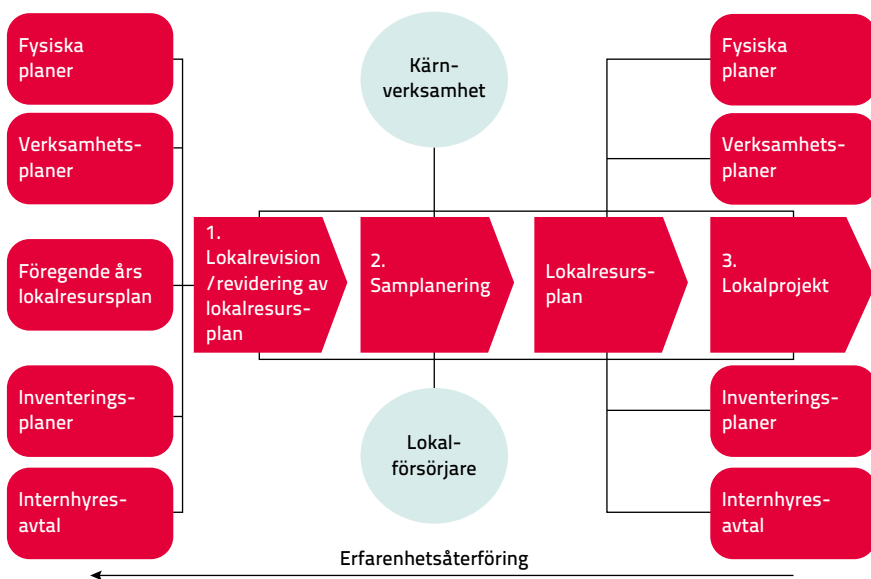 Fysiska
planer
Verksamhets-
planer
Föregende års
lokalresursplan
Inventerings-
planer
Internhyres-
avtal
Kärn-
verksamhet
1.
Lokalrevision
/revidering av
lokalresurs-
plan
2.
Samplanering
Lokalresurs-
plan
3.
Lokalprojekt
Lokal-
försörjare
Fysiska
planer
Verksamhets-
planer
Inventerings-
planer
Internhyres-
avtal
Erfarenhetsåterföring